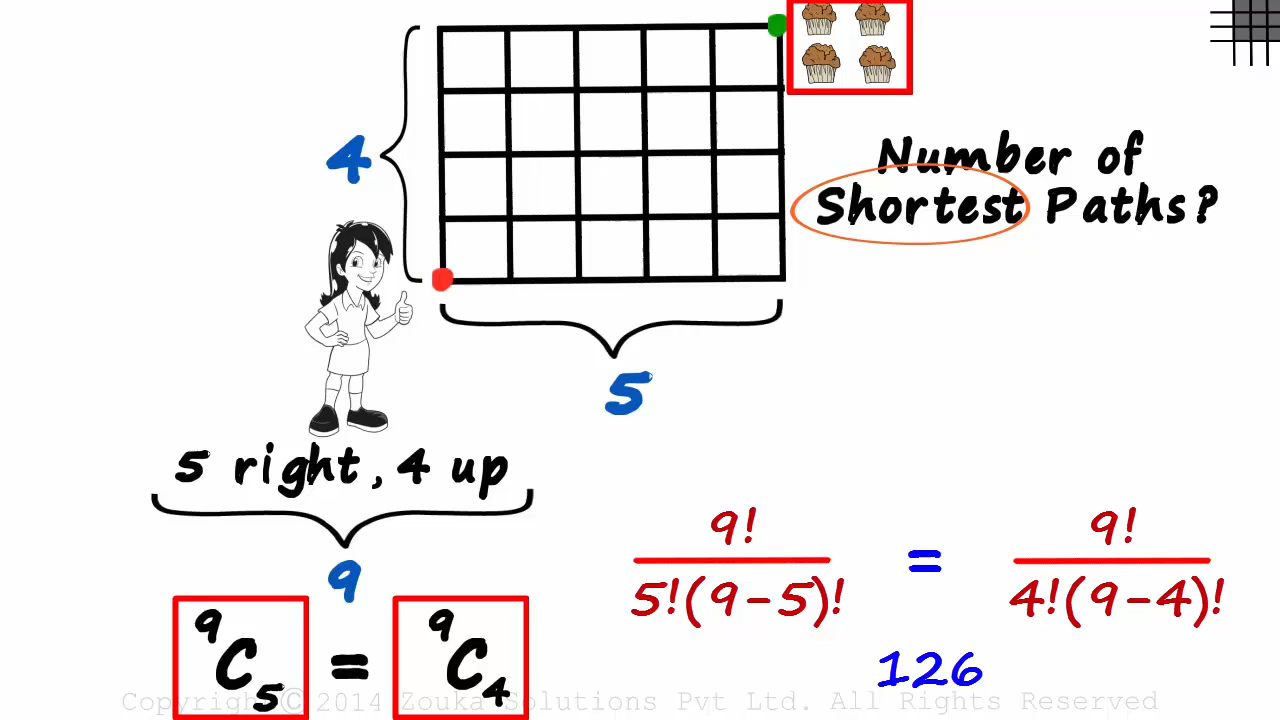 4
Number of
Shortest Paths?
5
5 right, 4 up
9
9! / 5!(9-5)! = 9! / 4!(9-4)!
⁹C₅ = ⁹C₄
126
Copyright © 2014 Zouka Solutions Pvt Ltd. All Rights Reserved